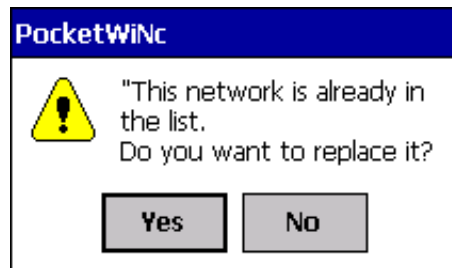 PocketWiNc
"This network is already in
the list.
Do you want to replace it?
Yes No